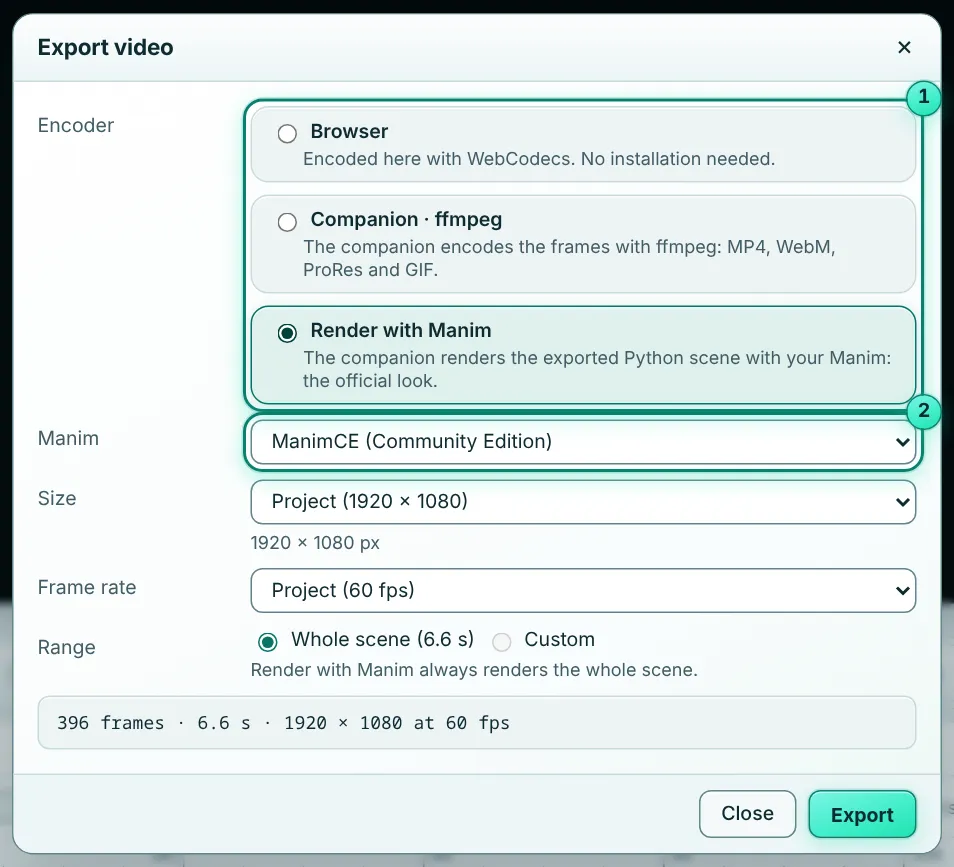 Export video
×
1
Encoder
Browser
Encoded here with WebCodecs. No installation needed.
Companion · ffmpeg
The companion encodes the frames with ffmpeg: MP4, WebM,
ProRes and GIF.
Render with Manim
The companion renders the exported Python scene with your Manim:
the official look.
2
Manim
ManimCE (Community Edition)
Size
Project (1920 × 1080)
1920 × 1080 px
Frame rate
Project (60 fps)
Range
Whole scene (6.6 s)
Custom
Render with Manim always renders the whole scene.
396 frames · 6.6 s · 1920 × 1080 at 60 fps
Close
Export